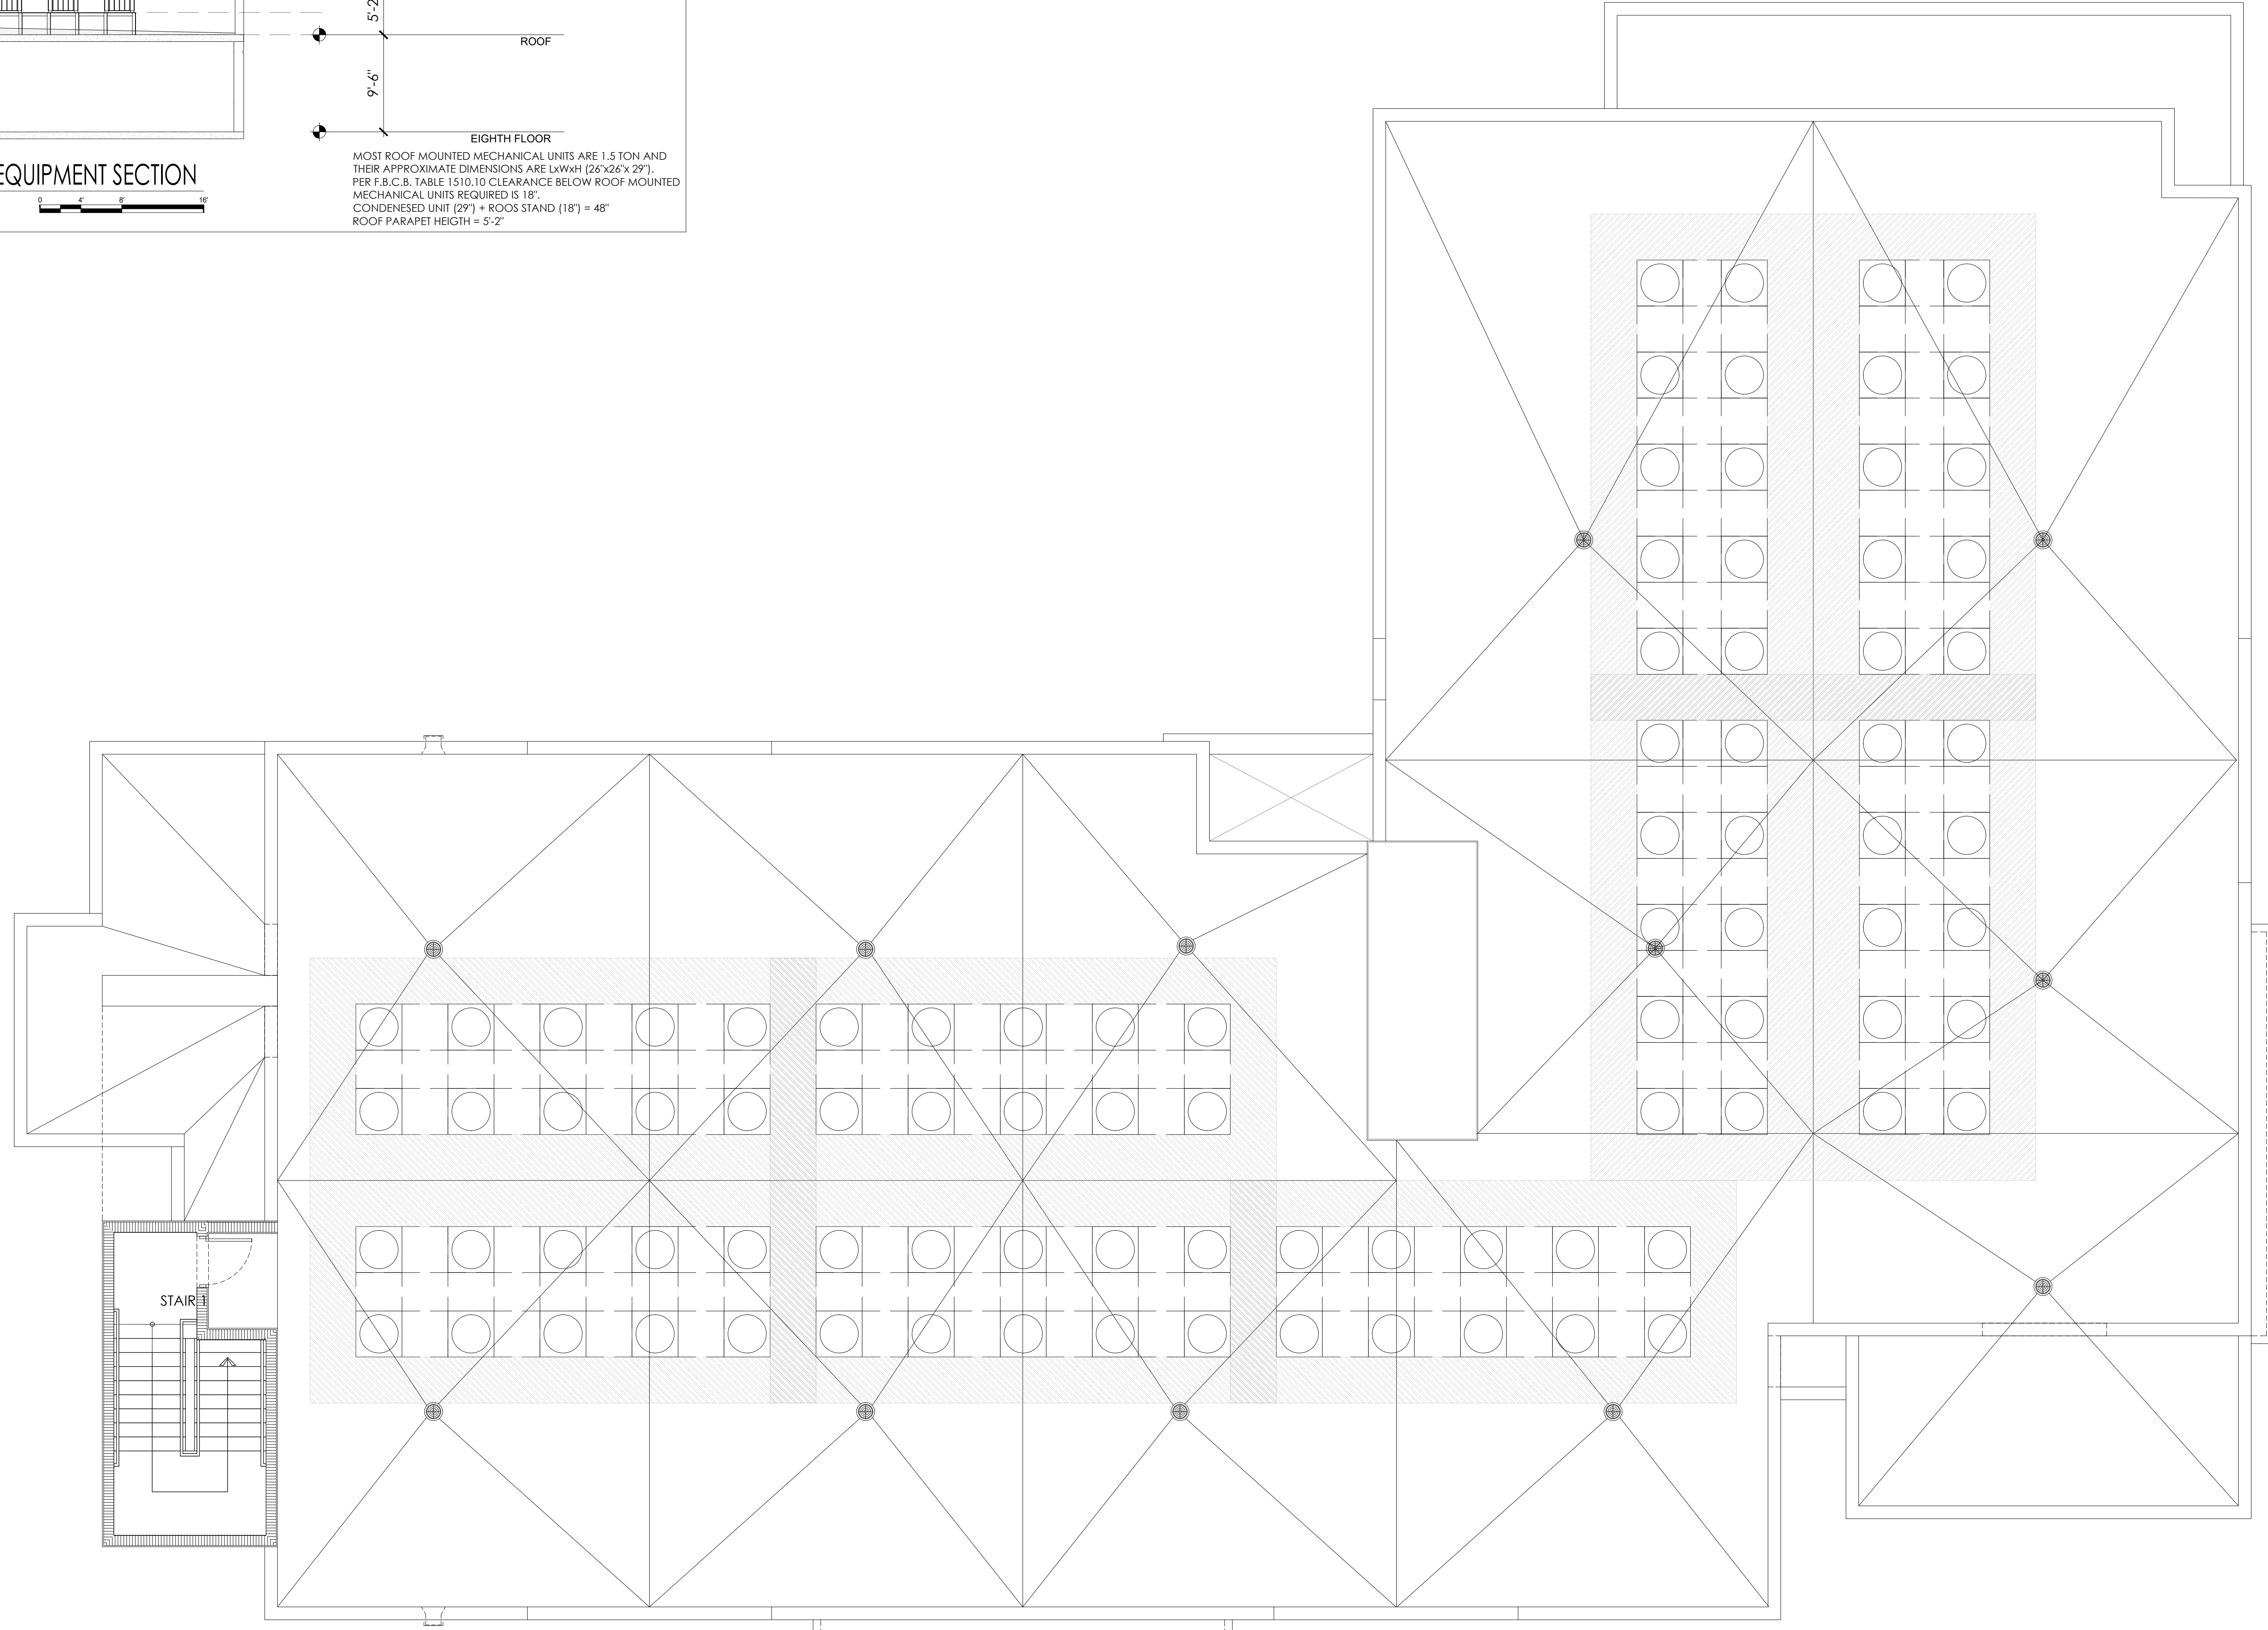 5'-2
ROOF
9'-6"
EIGHTH FLOOR
EQUIPMENT SECTION
0 4' 8' 16'
MOST ROOF MOUNTED MECHANICAL UNITS ARE 1.5 TON AND
THEIR APPROXIMATE DIMENSIONS ARE LxWxH (26"x26"x 29").
PER F.B.C.B. TABLE 1510.10 CLEARANCE BELOW ROOF MOUNTED
MECHANICAL UNITS REQUIRED IS 18".
CONDENESED UNIT (29") + ROOS STAND (18") = 48"
ROOF PARAPET HEIGTH = 5'-2"
STAIR 1